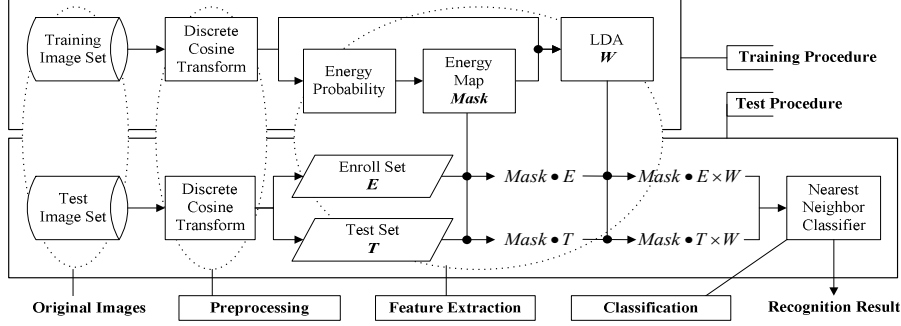 Training
Image Set
Discrete
Cosine
Transform
Energy
Probability
Energy
Map
Mask
LDA
W
Training Procedure
Test Procedure
Test
Image Set
Discrete
Cosine
Transform
Enroll Set
E
Test Set
T
Mask • E
Mask • T
Mask • E × W
Mask • T × W
Nearest
Neighbor
Classifier
Original Images
Preprocessing
Feature Extraction
Classification
Recognition Result